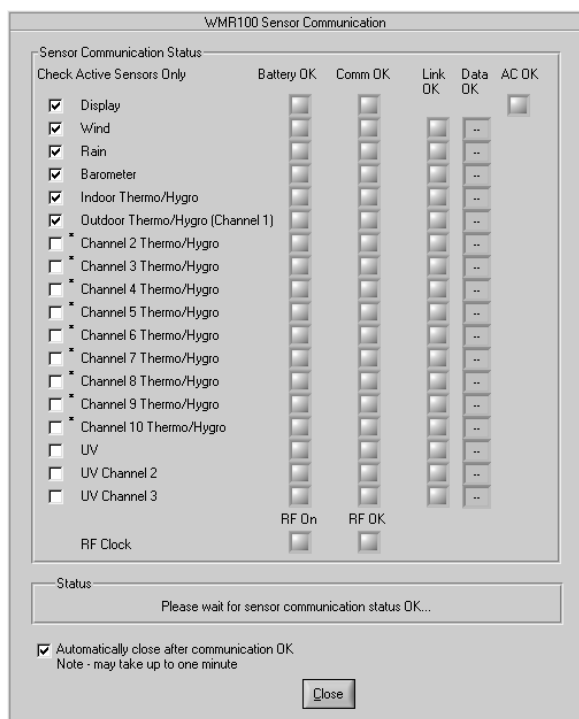 WMR100 Sensor Communication
Sensor Communication Status
Check Active Sensors Only Battery OK Comm OK Link OK Data OK AC OK
Display
Wind --
Rain --
Barometer --
Indoor Thermo/Hygro --
Outdoor Thermo/Hygro (Channel 1) --
* Channel 2 Thermo/Hygro --
* Channel 3 Thermo/Hygro --
* Channel 4 Thermo/Hygro --
* Channel 5 Thermo/Hygro --
* Channel 6 Thermo/Hygro --
* Channel 7 Thermo/Hygro --
* Channel 8 Thermo/Hygro --
* Channel 9 Thermo/Hygro --
* Channel 10 Thermo/Hygro --
UV --
UV Channel 2 --
UV Channel 3 --
RF On RF OK
RF Clock
Status
Please wait for sensor communication status OK...
Automatically close after communication OK
Note - may take up to one minute
Close